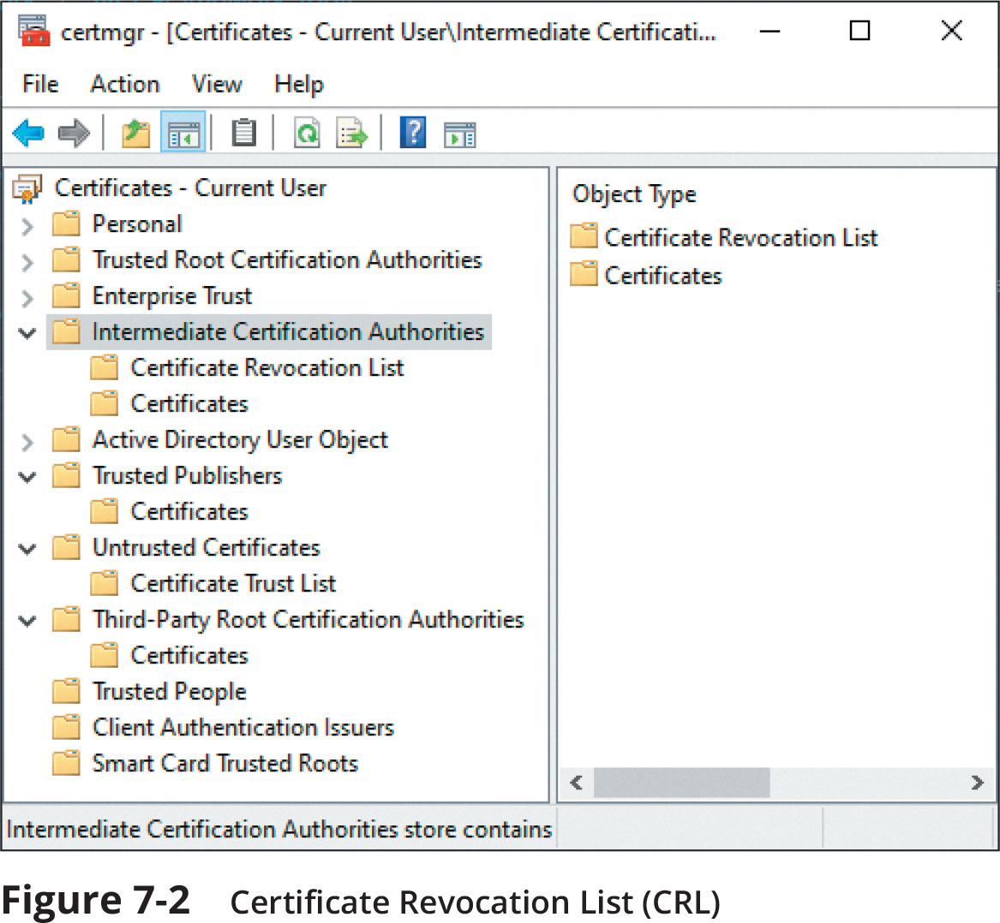 certmgr - [Certificates - Current User\Intermediate Certificati...
File Action View Help
Certificates - Current User
Personal
Trusted Root Certification Authorities
Enterprise Trust
Intermediate Certification Authorities
Certificate Revocation List
Certificates
Active Directory User Object
Trusted Publishers
Certificates
Untrusted Certificates
Certificate Trust List
Third-Party Root Certification Authorities
Certificates
Trusted People
Client Authentication Issuers
Smart Card Trusted Roots
Object Type
Certificate Revocation List
Certificates
Intermediate Certification Authorities store contains
Figure 7-2 Certificate Revocation List (CRL)